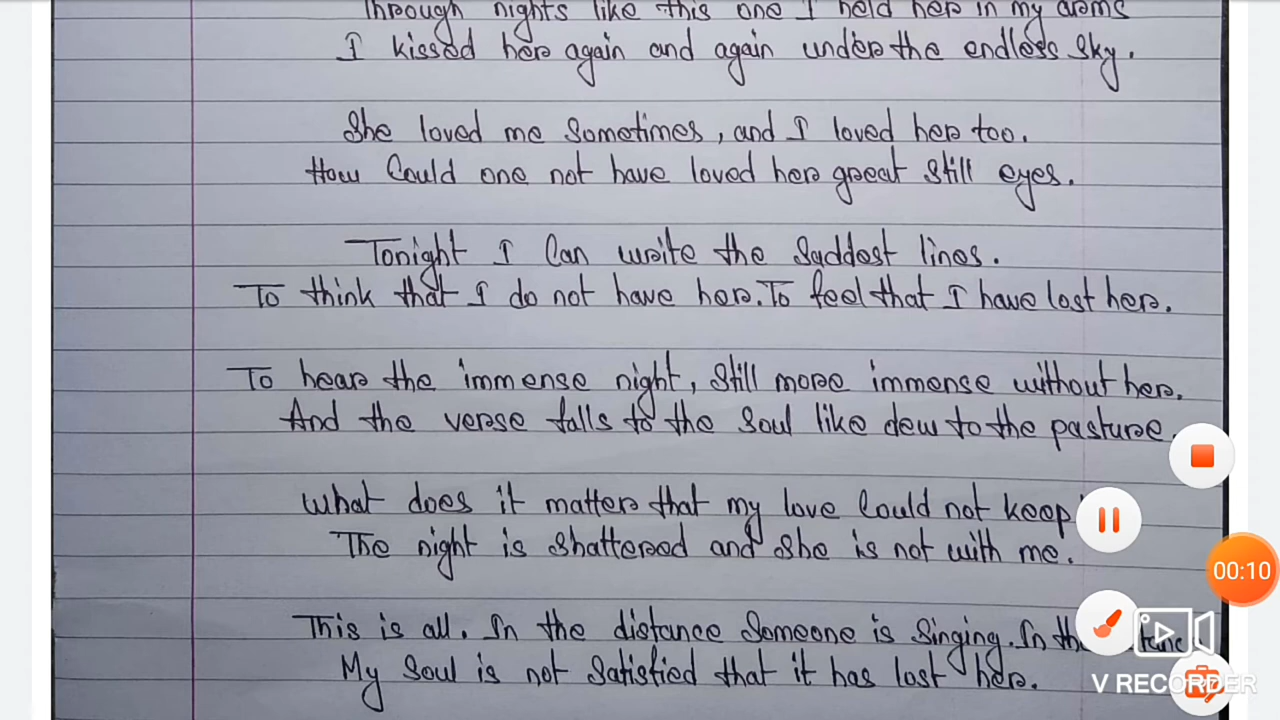 Through nights like this one I held her in my arms
I kissed her again and again under the endless sky.
She loved me sometimes, and I loved her too.
How Could one not have loved her great still eyes.
Tonight I Can write the saddest lines.
To think that I do not have her. To feel that I have lost her.
To hear the immense night, still more immense without her.
And the verse falls to the soul like dew to the pasture.
What does it matter that my love Could not keep
The night is shattered and she is not with me.
This is all. In the distance someone is singing. In the
My soul is not satisfied that it has lost her.
00:10
V RECORDER